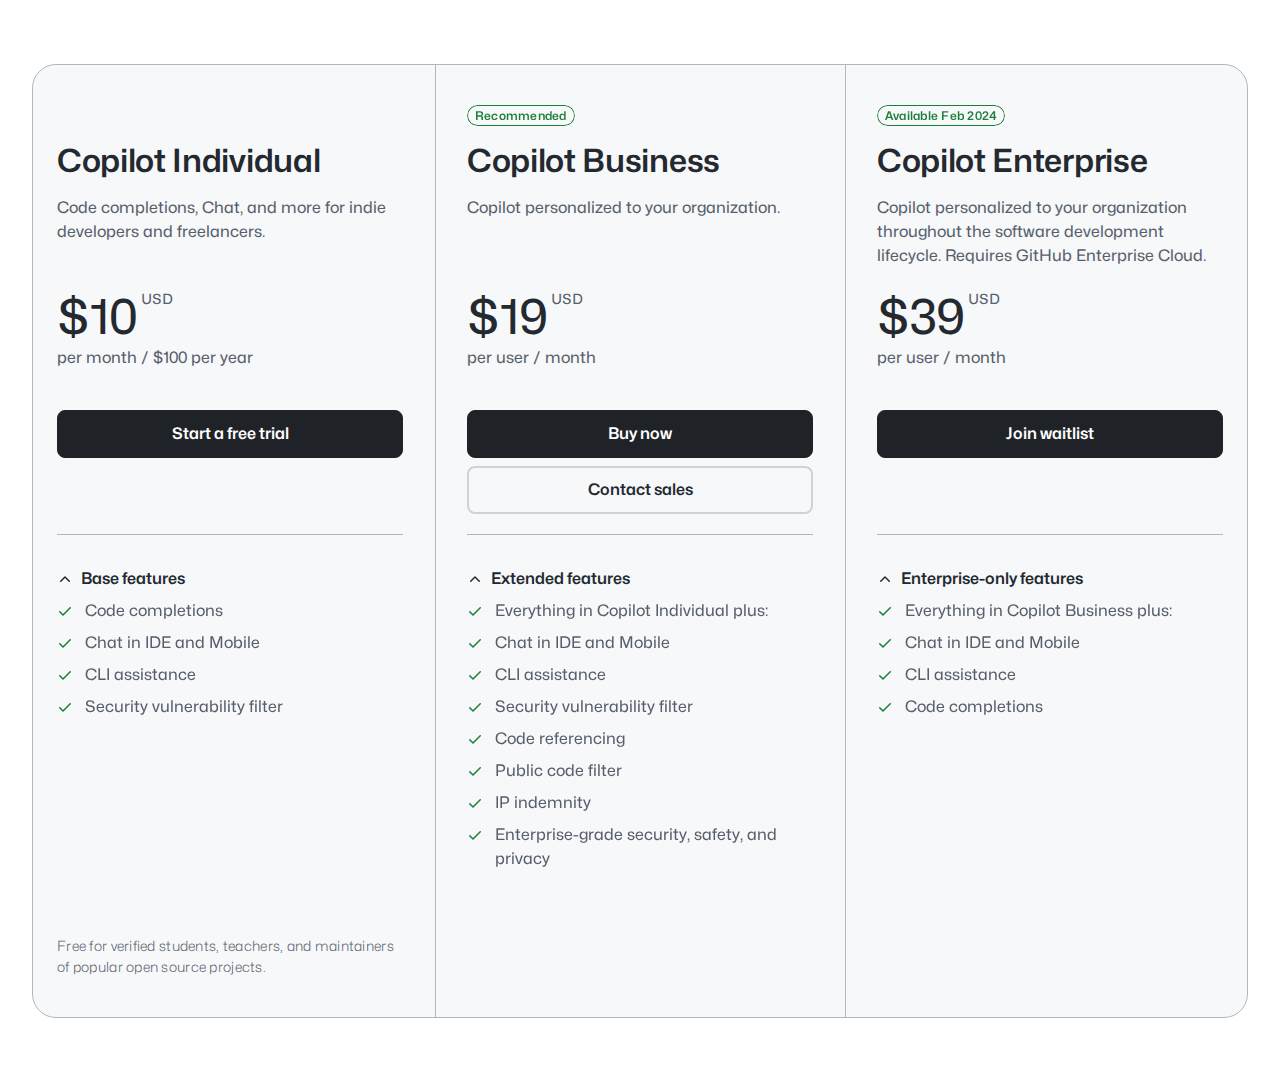 Copilot Individual
Code completions, Chat, and more for indie
developers and freelancers.
$10 USD
per month / $100 per year
Start a free trial
Base features
Code completions
Chat in IDE and Mobile
CLI assistance
Security vulnerability filter
Free for verified students, teachers, and maintainers
of popular open source projects.
Recommended
Copilot Business
Copilot personalized to your organization.
$19 USD
per user / month
Buy now
Contact sales
Extended features
Everything in Copilot Individual plus:
Chat in IDE and Mobile
CLI assistance
Security vulnerability filter
Code referencing
Public code filter
IP indemnity
Enterprise-grade security, safety, and
privacy
Available Feb 2024
Copilot Enterprise
Copilot personalized to your organization
throughout the software development
lifecycle. Requires GitHub Enterprise Cloud.
$39 USD
per user / month
Join waitlist
Enterprise-only features
Everything in Copilot Business plus:
Chat in IDE and Mobile
CLI assistance
Code completions